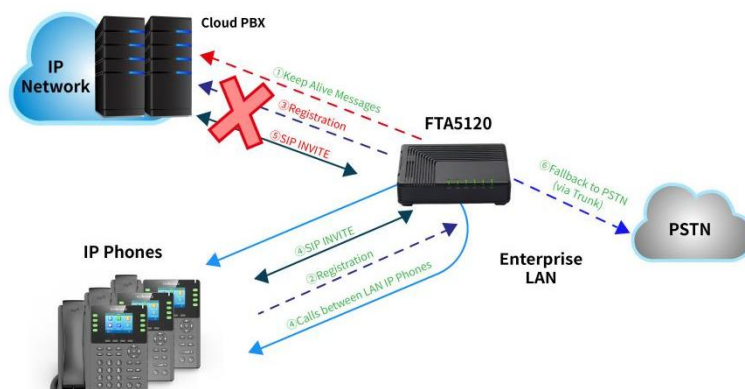 Cloud PBX
IP
Network
①Keep Alive Messages
③Registration
⑤SIP INVITE
FTA5120
⑥Fallback to PSTN
(via Trunk)
PSTN
IP Phones
④SIP INVITE
②Registration
④Calls between LAN IP Phones
Enterprise
LAN